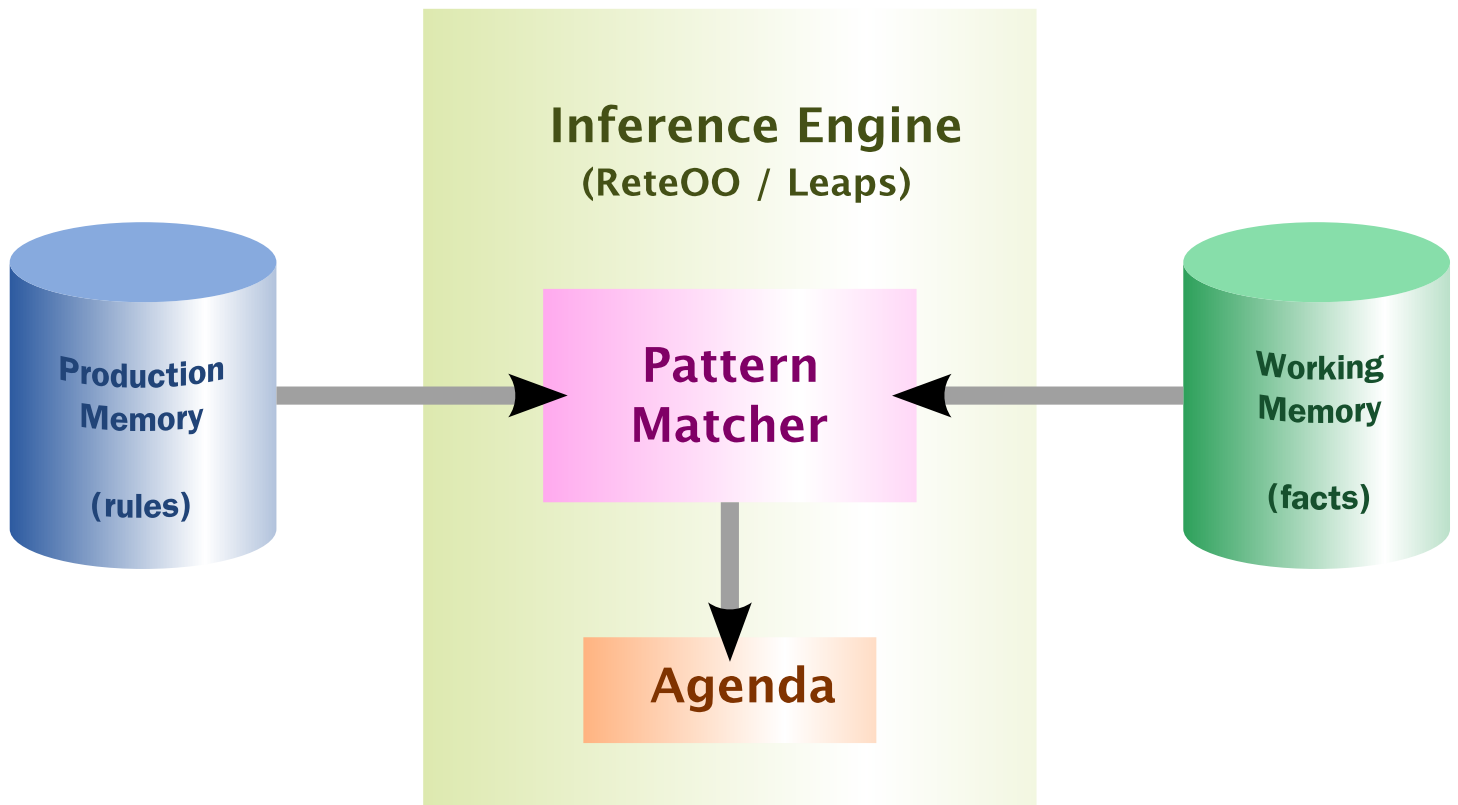 Inference Engine
(ReteOO / Leaps)
Production
Memory
(rules)
Pattern
Matcher
Working
Memory
(facts)
Agenda